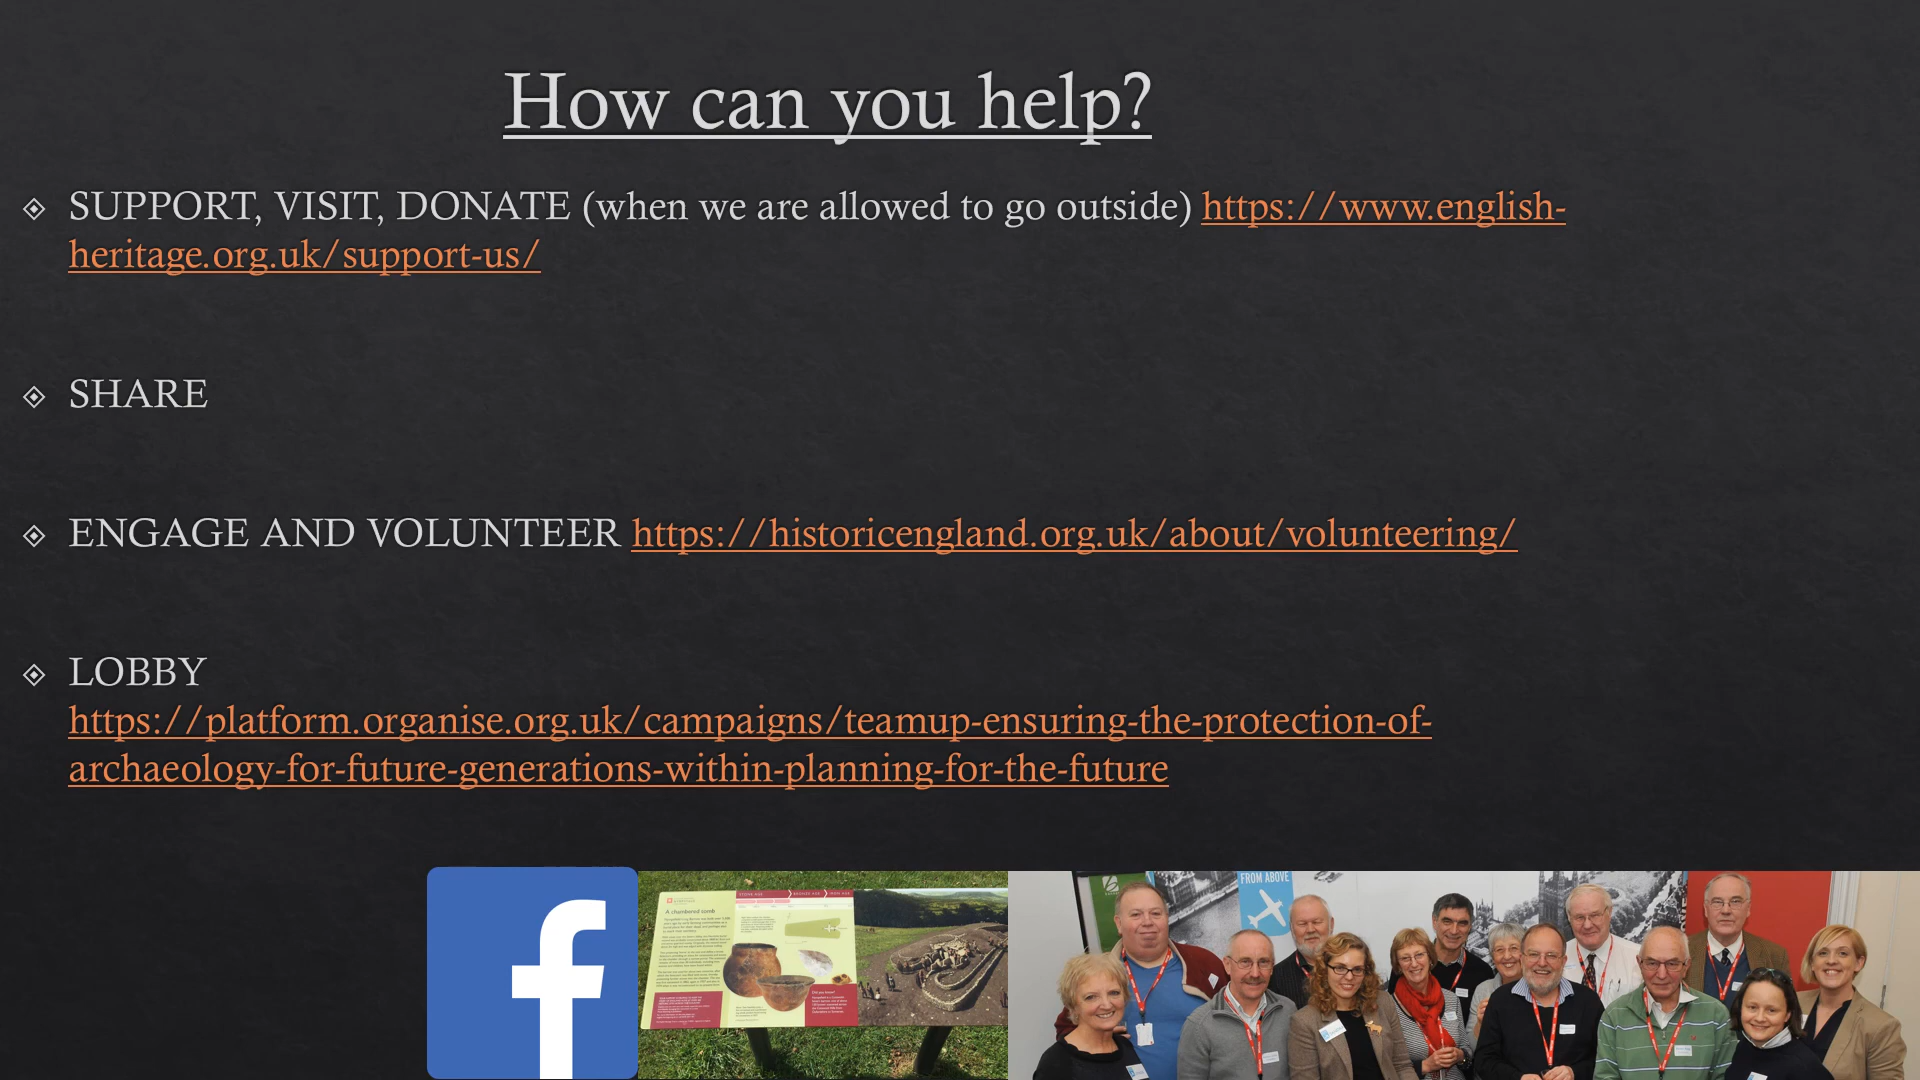 How can you help?
SUPPORT, VISIT, DONATE (when we are allowed to go outside) https://www.english-
heritage.org.uk/support-us/
SHARE
ENGAGE AND VOLUNTEER https://historicengland.org.uk/about/volunteering/
LOBBY
https://platform.organise.org.uk/campaigns/teamup-ensuring-the-protection-of-
archaeology-for-future-generations-within-planning-for-the-future
FROM ABOVE
A chambered tomb